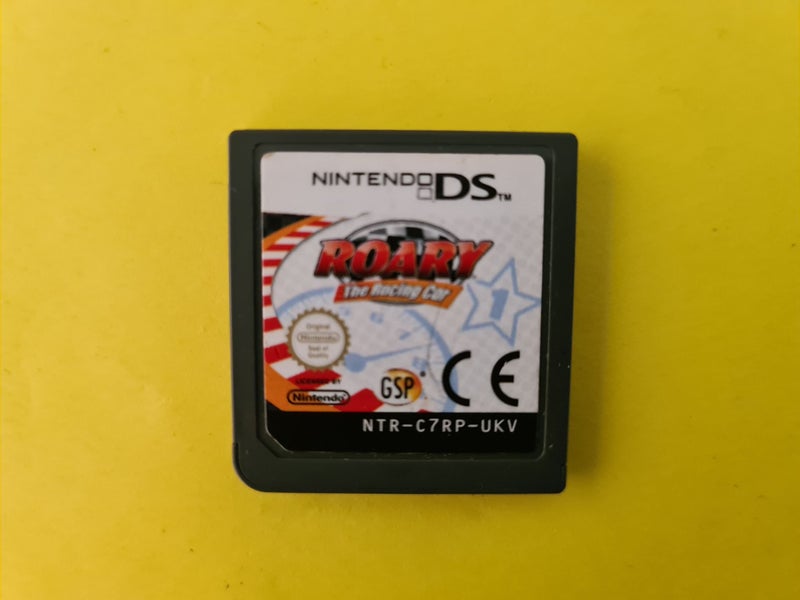 NINTENDO DS™
ROARY
The Racing Car
1
Original
Nintendo
Seal of
Quality
LICENSED BY
Nintendo
GSP
CE
NTR-C7RP-UKV